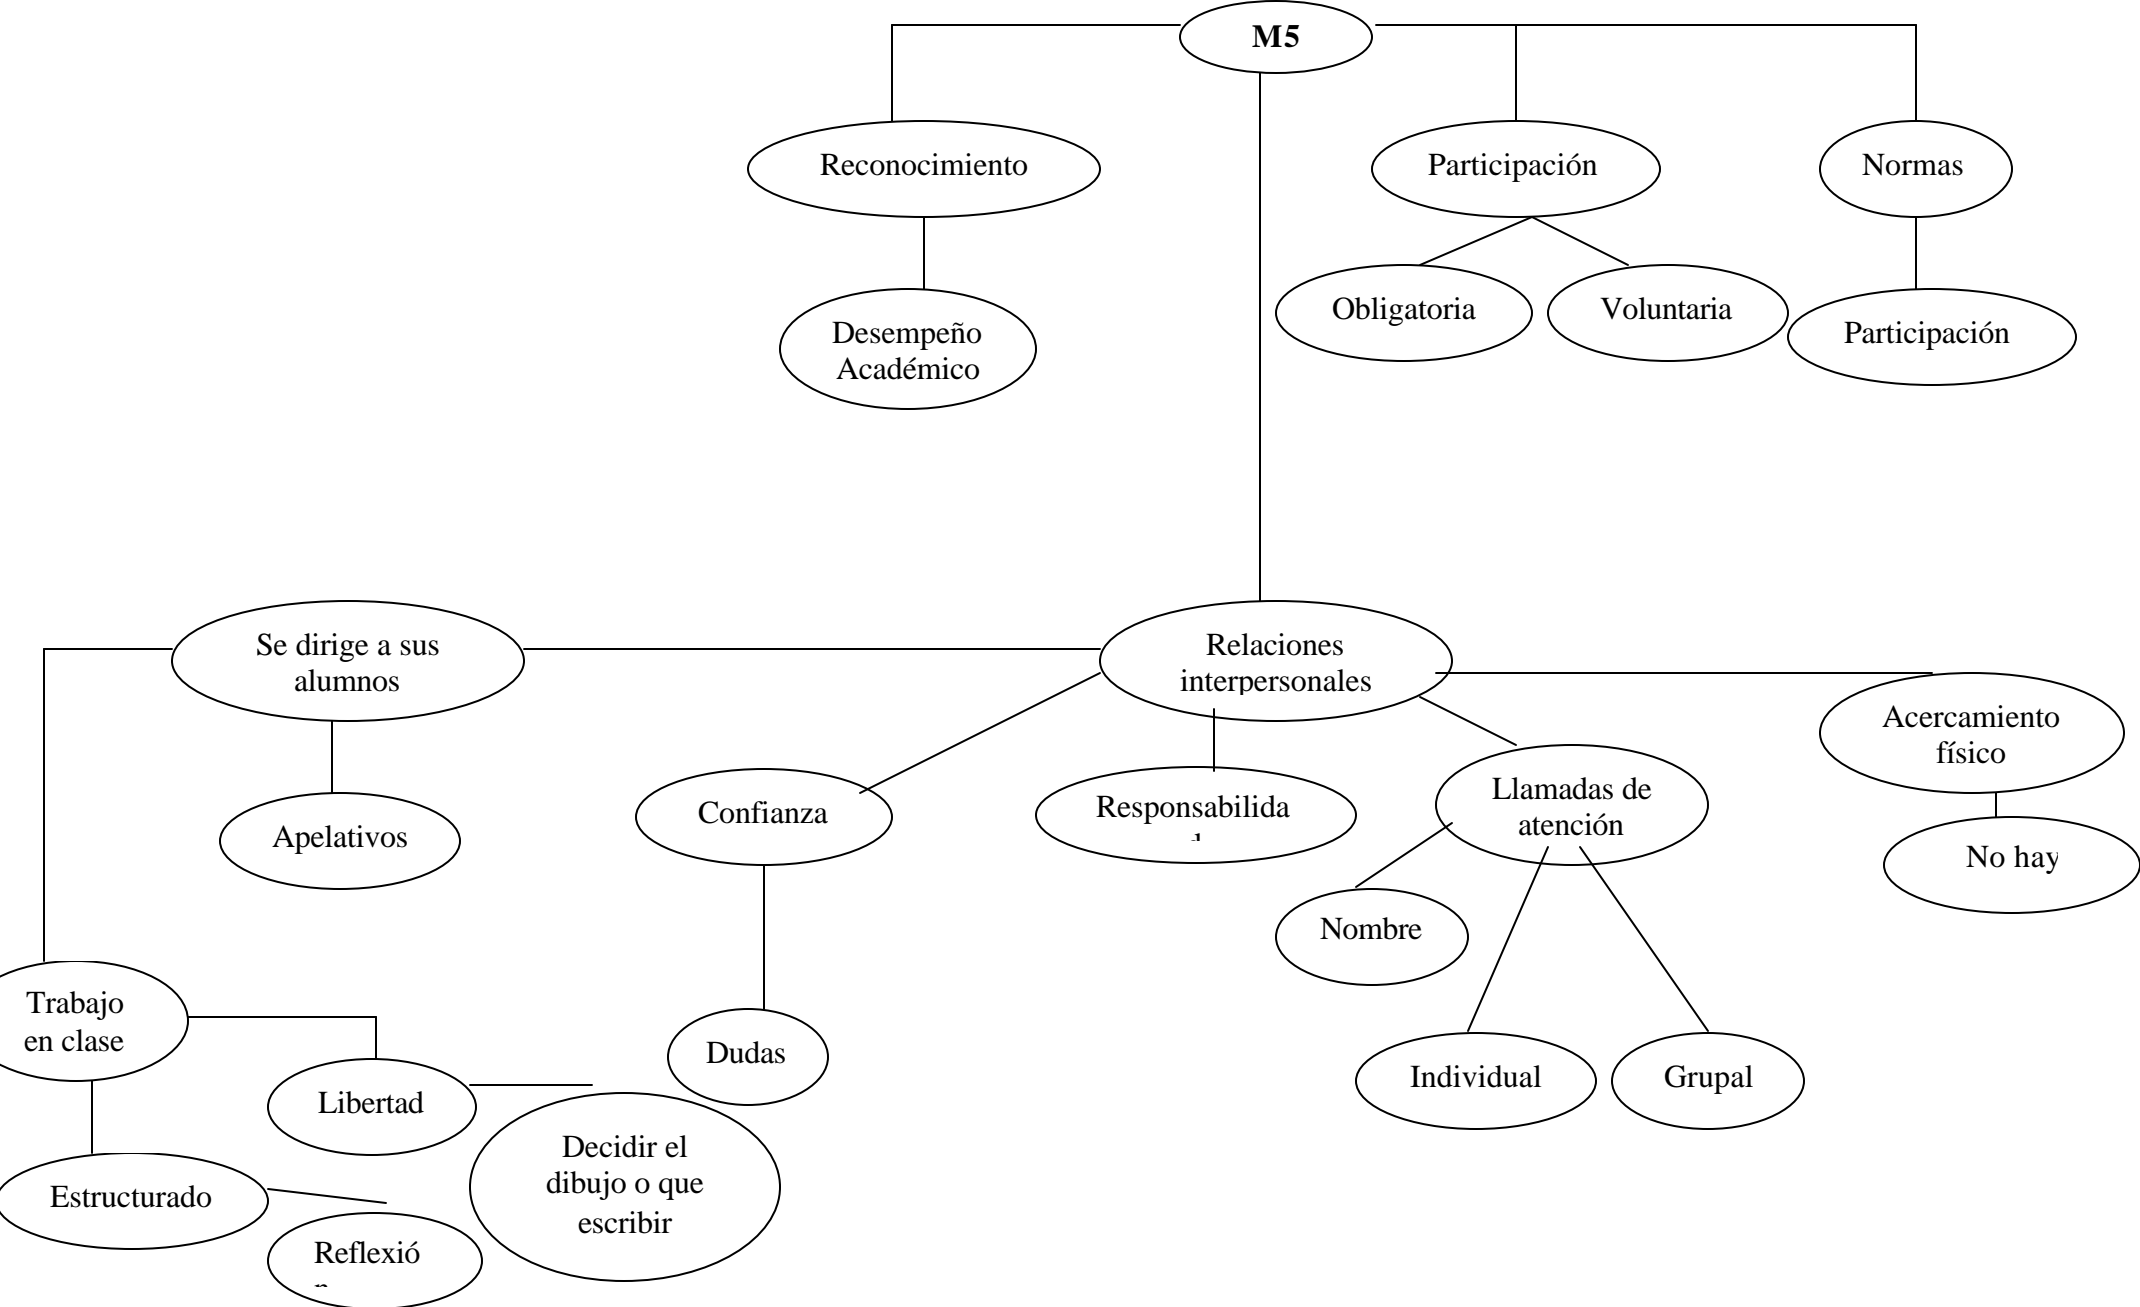 M5
Reconocimiento
Participación
Normas
Desempeño
Académico
Obligatoria
Voluntaria
Participación
Se dirige a sus
alumnos
Relaciones
interpersonales
Acercamiento
físico
Apelativos
Confianza
Responsabilida
d
Llamadas de
atención
No hay
Nombre
Trabajo
en clase
Dudas
Individual
Grupal
Libertad
Decidir el
dibujo o que
escribir
Estructurado
Reflexió
n